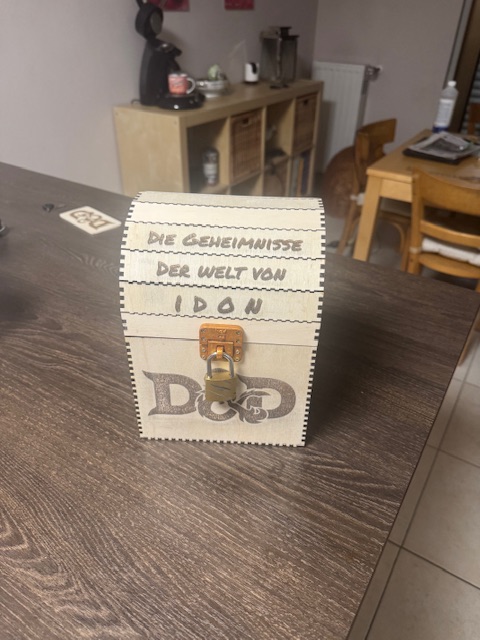 DIE GEHEIMNISSE
DER WELT VON
IDON
D&D